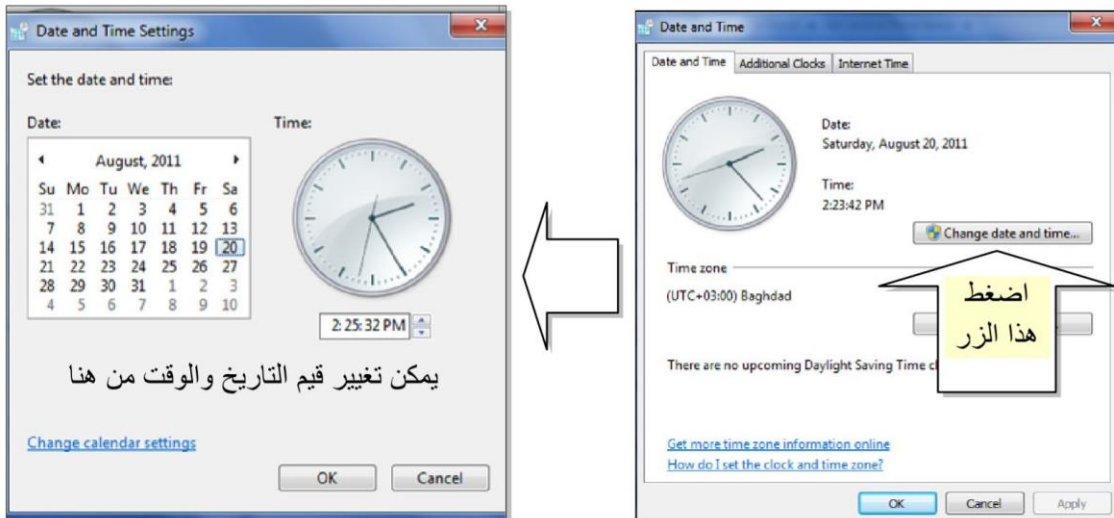 Date and Time Settings
Set the date and time:
Date:
Time:
August, 2011
Su Mo Tu We Th Fr Sa
31 1 2 3 4 5 6
7 8 9 10 11 12 13
14 15 16 17 18 19 20
21 22 23 24 25 26 27
28 29 30 31 1 2 3
4 5 6 7 8 9 10
2:25:32 PM
يمكن تغيير قيم التاريخ والوقت من هنا
Change calendar settings
OK Cancel
Date and Time
Date and Time Additional Clocks Internet Time
Date:
Saturday, August 20, 2011
Time:
2:23:42 PM
Change date and time...
Time zone
(UTC+03:00) Baghdad
اضغط
هذا الزر
There are no upcoming Daylight Saving Time
Get more time zone information online
How do I set the clock and time zone?
OK Cancel Apply